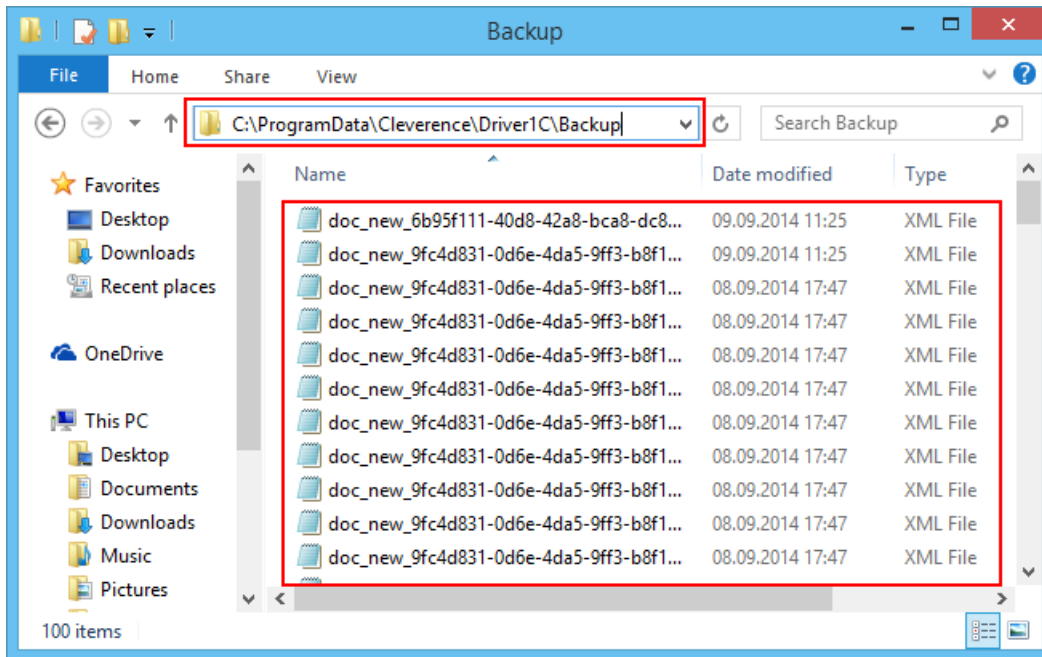 Backup
File Home Share View
C:\ProgramData\Cleverence\Driver1C\Backup Search Backup
Name Date modified Type
Favorites
Desktop
Downloads
Recent places
OneDrive
This PC
Desktop
Documents
Downloads
Music
Pictures
doc_new_6b95f111-40d8-42a8-bca8-dc8... 09.09.2014 11:25 XML File
doc_new_9fc4d831-0d6e-4da5-9ff3-b8f1... 09.09.2014 11:25 XML File
doc_new_9fc4d831-0d6e-4da5-9ff3-b8f1... 08.09.2014 17:47 XML File
doc_new_9fc4d831-0d6e-4da5-9ff3-b8f1... 08.09.2014 17:47 XML File
doc_new_9fc4d831-0d6e-4da5-9ff3-b8f1... 08.09.2014 17:47 XML File
doc_new_9fc4d831-0d6e-4da5-9ff3-b8f1... 08.09.2014 17:47 XML File
doc_new_9fc4d831-0d6e-4da5-9ff3-b8f1... 08.09.2014 17:47 XML File
doc_new_9fc4d831-0d6e-4da5-9ff3-b8f1... 08.09.2014 17:47 XML File
doc_new_9fc4d831-0d6e-4da5-9ff3-b8f1... 08.09.2014 17:47 XML File
doc_new_9fc4d831-0d6e-4da5-9ff3-b8f1... 08.09.2014 17:47 XML File
doc_new_9fc4d831-0d6e-4da5-9ff3-b8f1... 08.09.2014 17:47 XML File
100 items